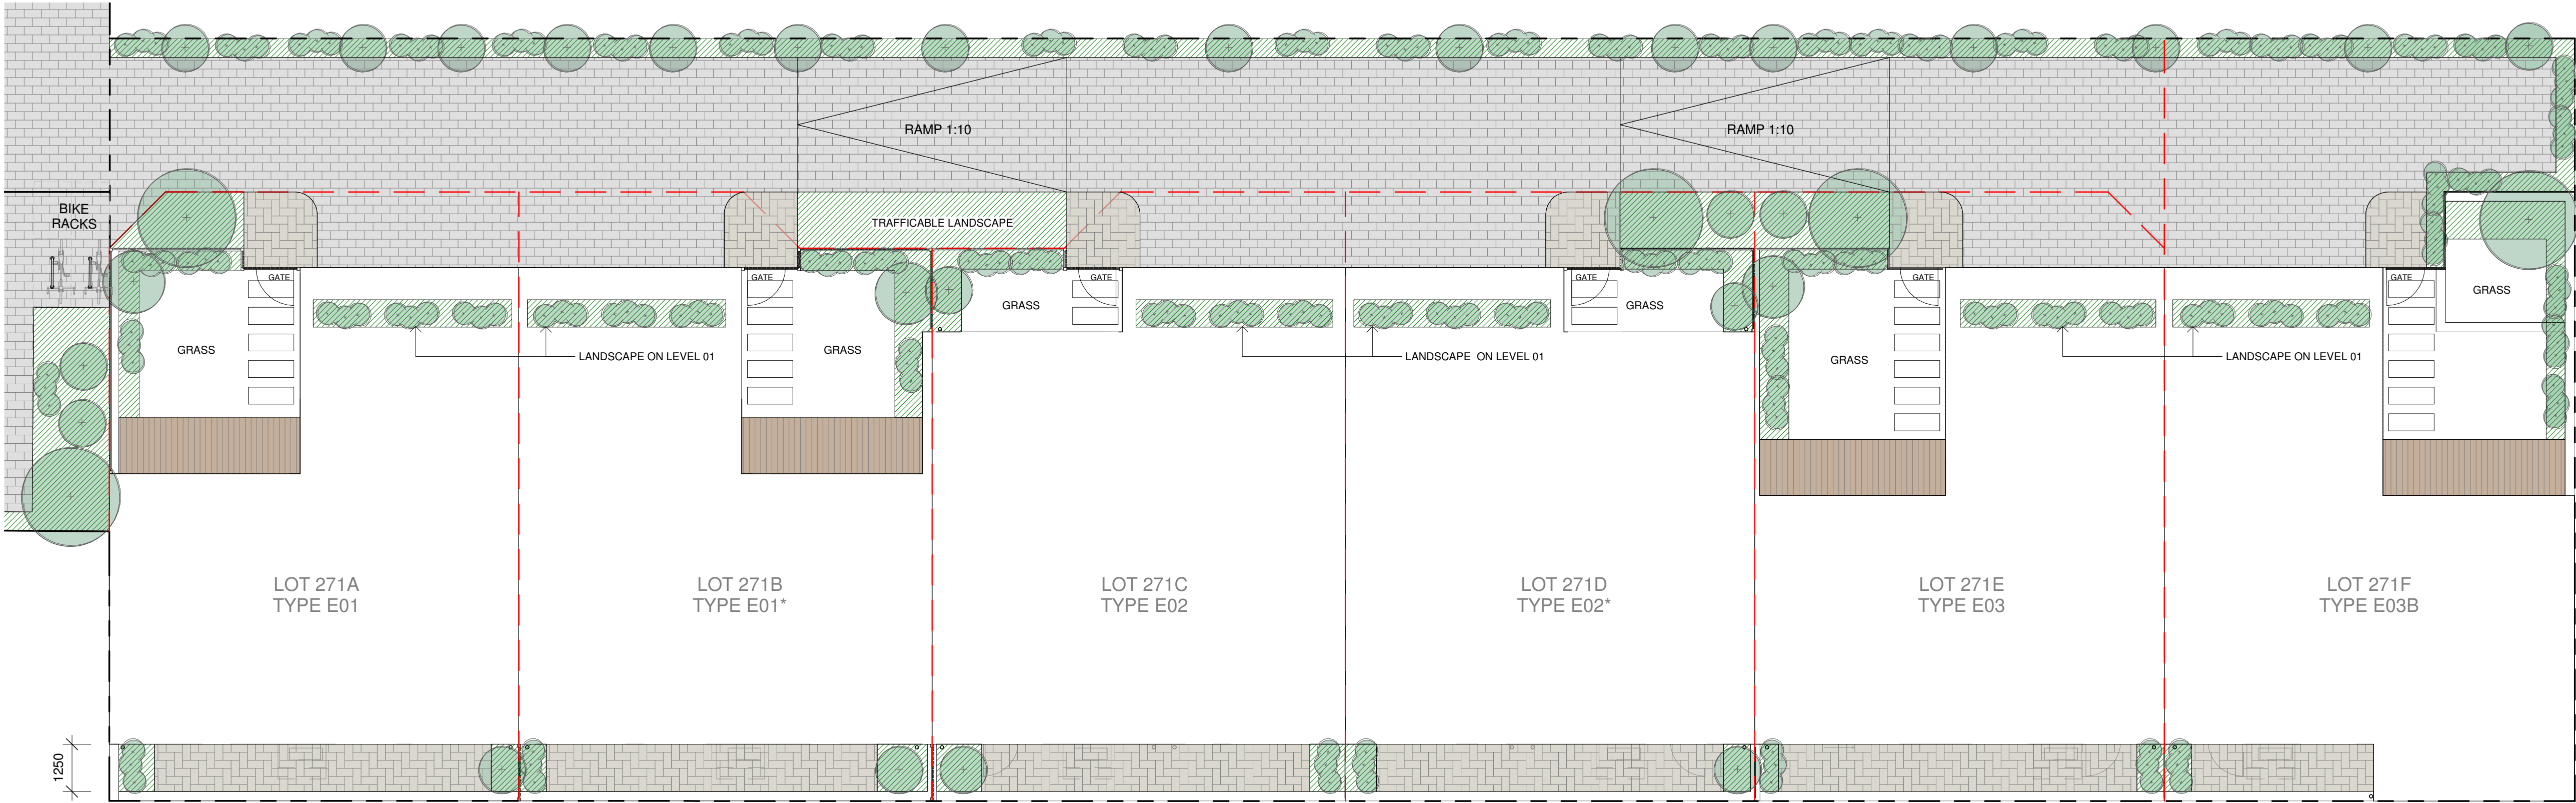 RAMP 1:10
RAMP 1:10
BIKE
RACKS
TRAFFICABLE LANDSCAPE
GATE
GATE
GATE
GATE
GATE
GATE
GRASS
GRASS
GRASS
GRASS
GRASS
GRASS
LANDSCAPE ON LEVEL 01
LANDSCAPE ON LEVEL 01
LANDSCAPE ON LEVEL 01
LOT 271A
TYPE E01
LOT 271B
TYPE E01*
LOT 271C
TYPE E02
LOT 271D
TYPE E02*
LOT 271E
TYPE E03
LOT 271F
TYPE E03B
1250